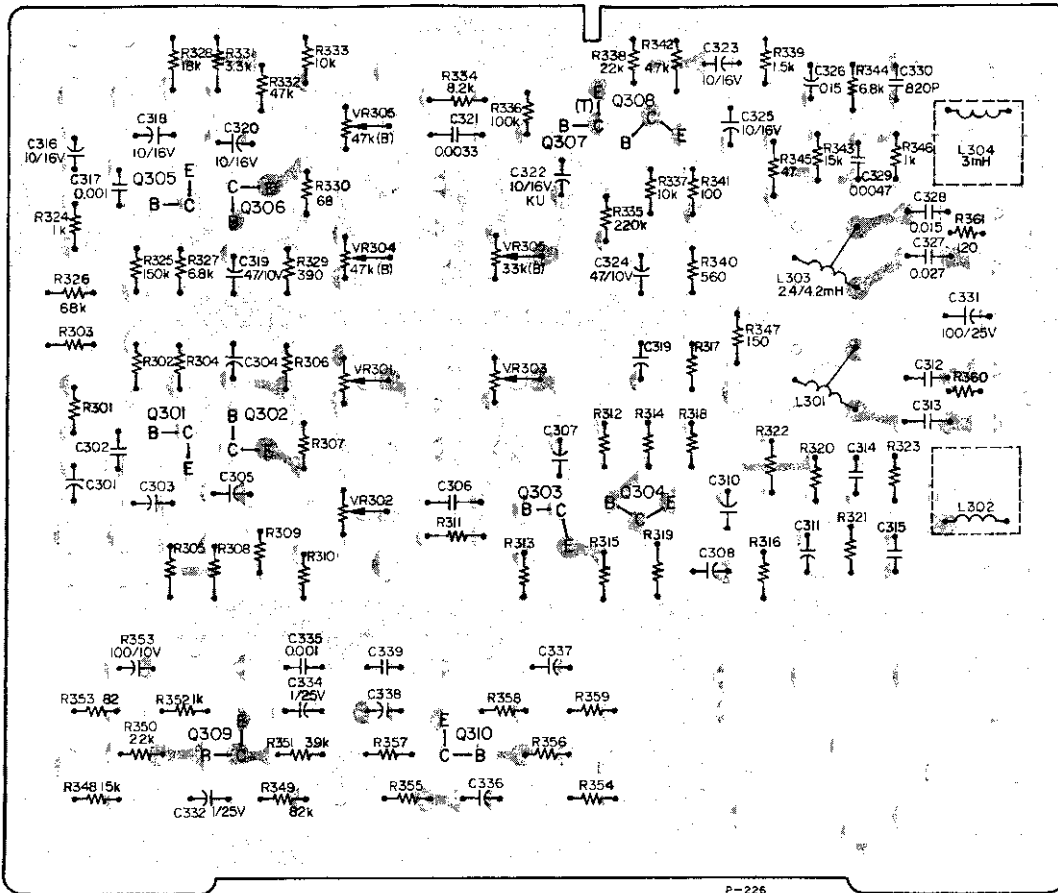 R328 18k
R331 3.3k
R332 47k
R333 10k
R334 8.2k
C321 0.0033
R336 100k
R338 22k
R342 47k
C323 10/16V
R339 1.5k
C326 .015
R344 6.8k
C330 820P
VR305 47k(B)
(T)
E
B C
Q307
Q308
C
B E
C325 10/16V
L304 3mH
C316 10/16V
C318 10/16V
C320 10/16V
C317 0.001
Q305
E
B C
C
Q306
R330 68
C322 10/16V KU
R337 10k
R341 100
R345 47
R343 15k
C329 0.0047
R346 1k
R324 1k
R335 220k
C328 0.015
R361 120
C327 0.027
R325 150k
R327 6.8k
C319 47/10V
R329 390
VR304 47k(B)
VR305 33k(B)
C324 47/10V
R340 560
L303 2.4/4.2mH
R326 68k
R303
R347 150
C331 100/25V
R302
R304
C304
R306
VR301
VR303
C319
R317
L301
C312
R360
C313
R301
Q301
B C
E
Q302
B
C
R307
C302
C301
C303
C305
VR302
C306
R311
C307
R312
R314
R318
R322
R320
C314
R323
L302
Q303
B C
E
Q304
B C E
C310
C311
R321
C315
R305
R308
R309
R310
R313
R315
R319
C308
R316
R353 100/10V
C335 0.001
C339
C337
R353 82
R352 1k
C334 1/25V
C338
R358
R359
R350 22k
Q309
B C
R351 39k
R357
E
C B
Q310
R356
R348 15k
C332 1/25V
R349 82k
R355
C336
R354
P-226